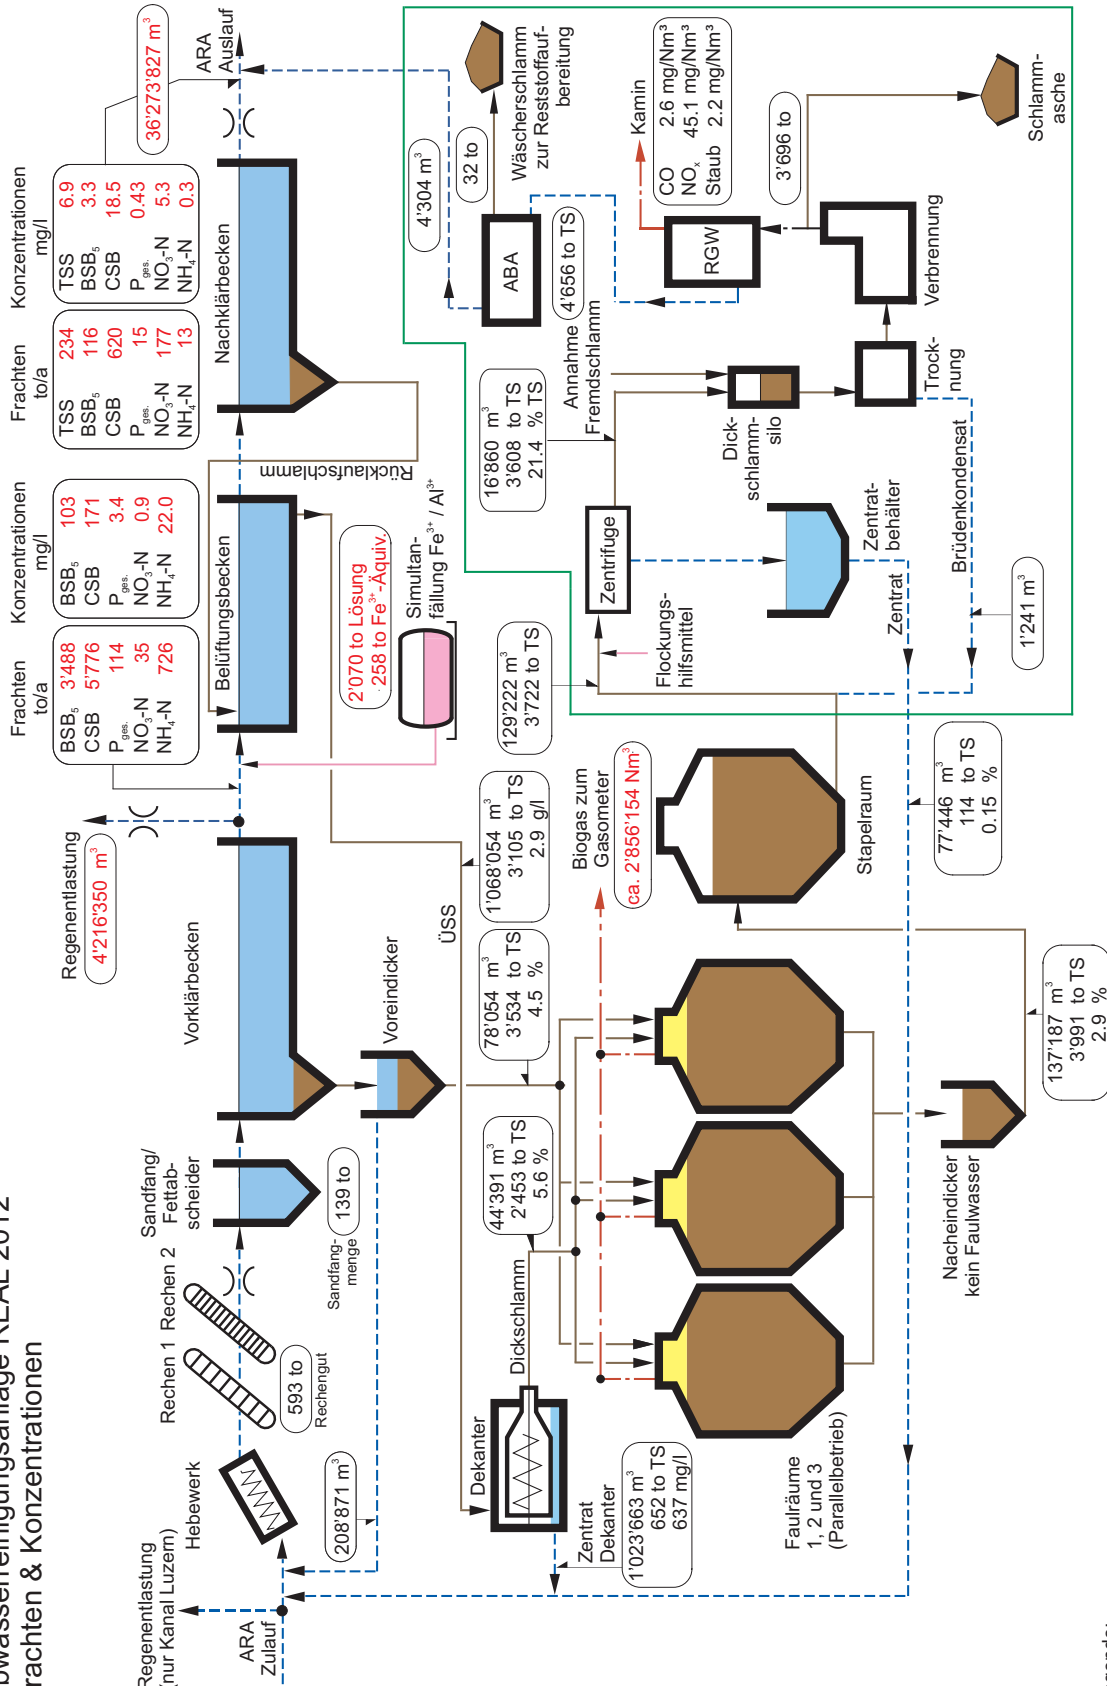 bwasserreinigungsanlage REAL 2012
rachten & Konzentrationen
Regenentlastung
(nur Kanal Luzern)
ARA
Zulauf
Hebewerk
208'871 m³
Rechen 1
Rechen 2
593 to
Rechengut
Sandfang/
Fettab-
scheider
Sandfang-
menge
139 to
Vorklärbecken
Voreindicker
Regenentlastung
4'216'350 m³
Frachten
to/a
BSB₅ 3'488
CSB 5'776
P ges. 114
NO₃-N 35
NH₄-N 726
Konzentrationen
mg/l
BSB₅ 103
CSB 171
P ges. 3.4
NO₃-N 0.9
NH₄-N 22.0
Belüftungsbecken
Rücklaufschlamm
2'070 to Lösung
258 to Fe³⁺-Äquiv.
Simultan-
fällung Fe³⁺ / Al³⁺
Frachten
to/a
TSS 234
BSB₅ 116
CSB 620
P ges. 15
NO₃-N 177
NH₄-N 13
Konzentrationen
mg/l
TSS 6.9
BSB₅ 3.3
CSB 18.5
P ges. 0.43
NO₃-N 5.3
NH₄-N 0.3
Nachklärbecken
36'273'827 m³
ARA
Auslauf
ÜSS
1'068'054 m³
3'105 to TS
2.9 g/l
78'054 m³
3'534 to TS
4.5 %
44'391 m³
2'453 to TS
5.6 %
Dekanter
Dickschlamm
Zentrat
Dekanter
1'023'663 m³
652 to TS
637 mg/l
Faulräume
1, 2 und 3
(Parallelbetrieb)
Biogas zum
Gasometer
ca. 2'856'154 Nm³
Nacheindicker
kein Faulwasser
137'187 m³
3'991 to TS
2.9 %
Stapelraum
77'446 m³
114 to TS
0.15 %
129'222 m³
3'722 to TS
Flockungs-
hilfsmittel
Zentrifuge
16'860 m³
3'608 to TS
21.4 % TS
Zentrat-
behälter
Zentrat
Brüdenkondensat
1'241 m³
Annahme
Fremdschlamm
4'656 to TS
Dick-
schlamm-
silo
Trock-
nung
Verbrennung
RGW
ABA
4'304 m³
32 to
Wäscherschlamm
zur Reststoffauf-
bereitung
Kamin
CO 2.6 mg/Nm³
NOₓ 45.1 mg/Nm³
Staub 2.2 mg/Nm³
3'696 to
Schlamm-
asche